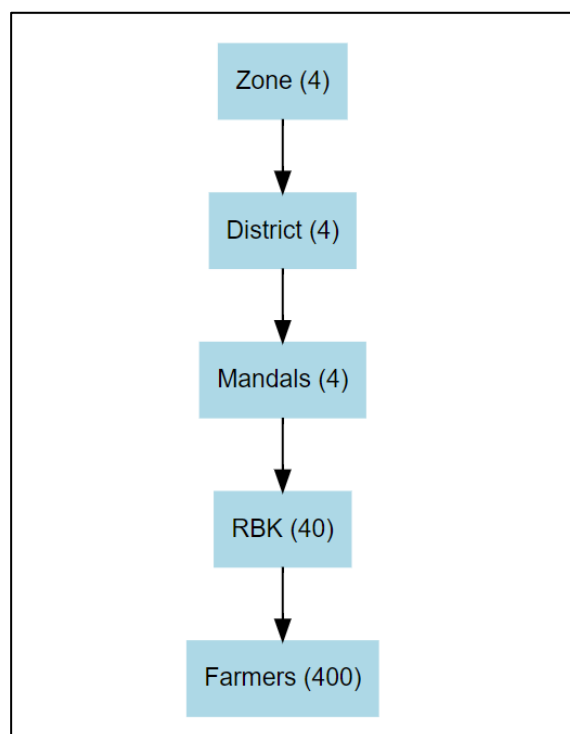 Zone (4)
District (4)
Mandals (4)
RBK (40)
Farmers (400)